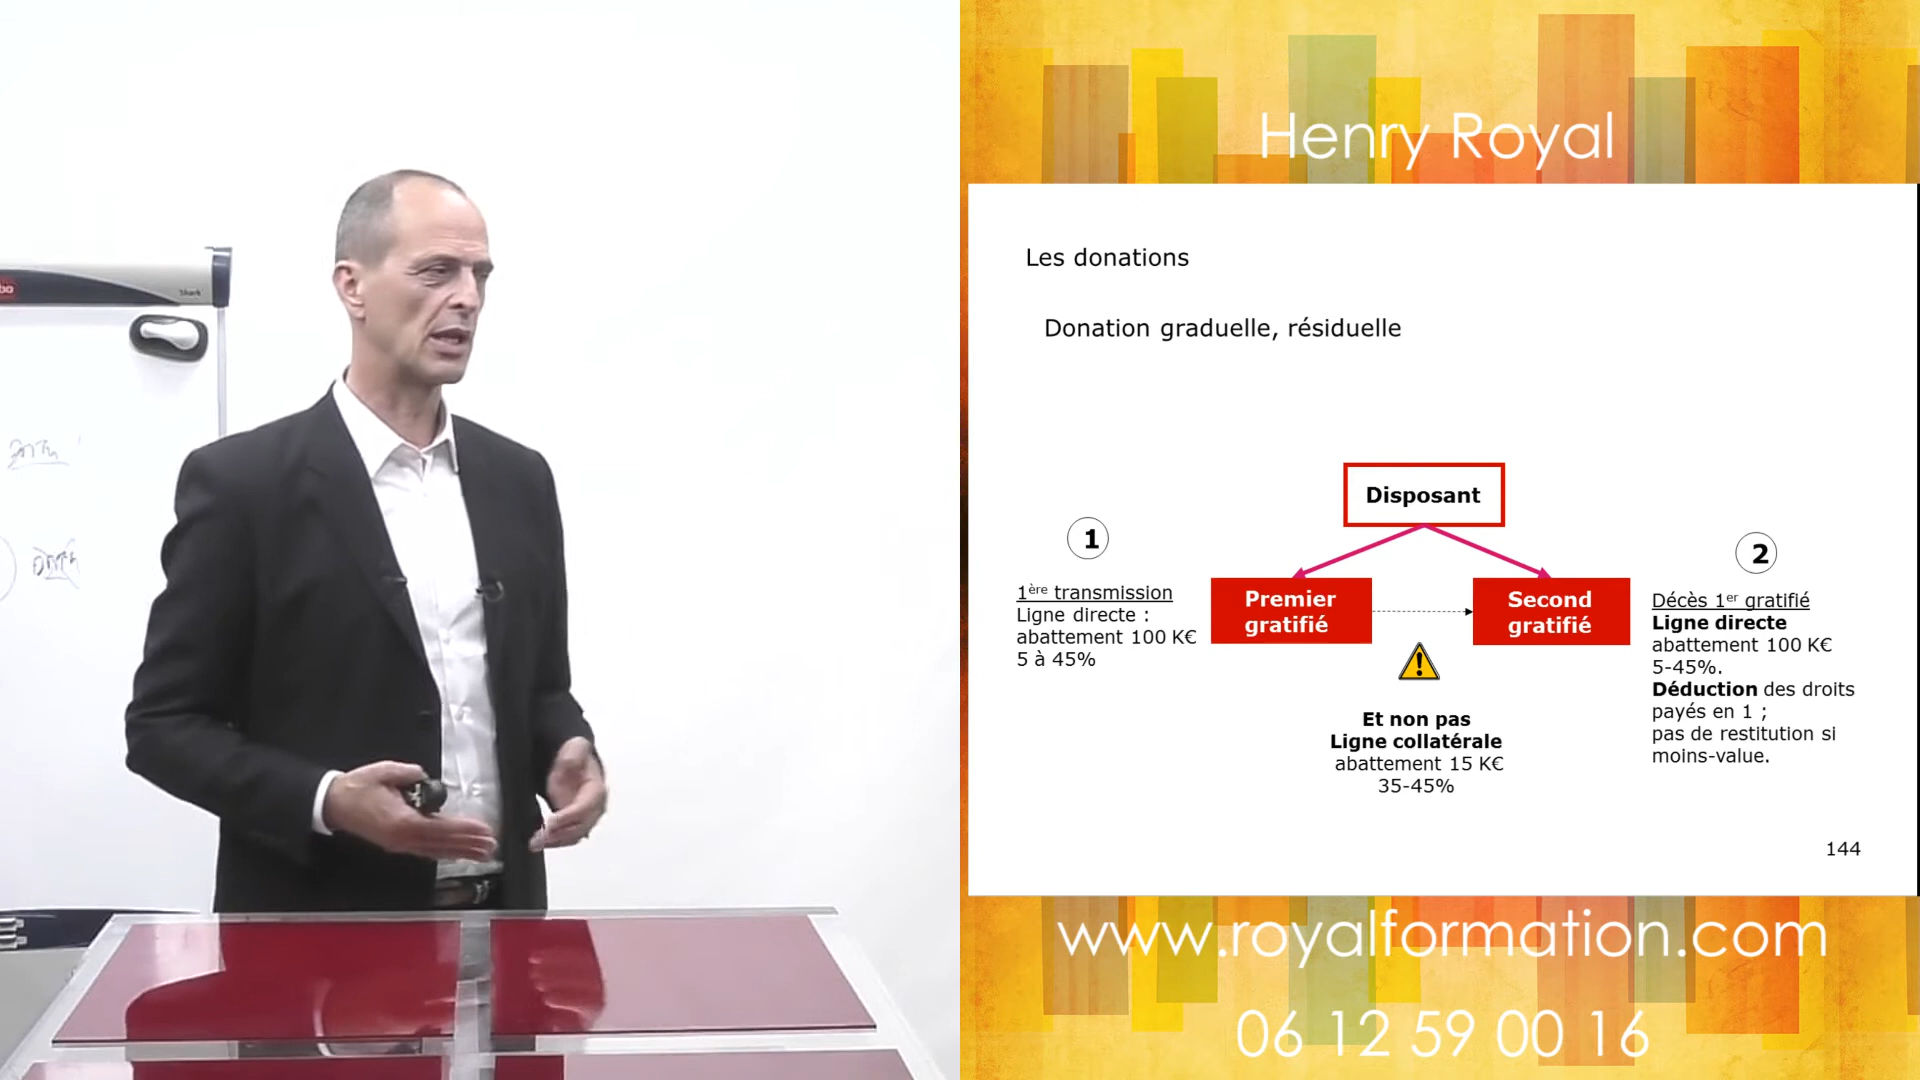 Henry Royal
Les donations
Donation graduelle, résiduelle
Disposant
1
1ère transmission
Ligne directe :
abattement 100 K€
5 à 45%
Premier
gratifié
Second
gratifié
2
Décès 1er gratifié
Ligne directe
abattement 100 K€
5-45%.
Déduction des droits
payés en 1 ;
pas de restitution si
moins-value.
Et non pas
Ligne collatérale
abattement 15 K€
35-45%
144
www.royalformation.com
06 12 59 00 16
Shark